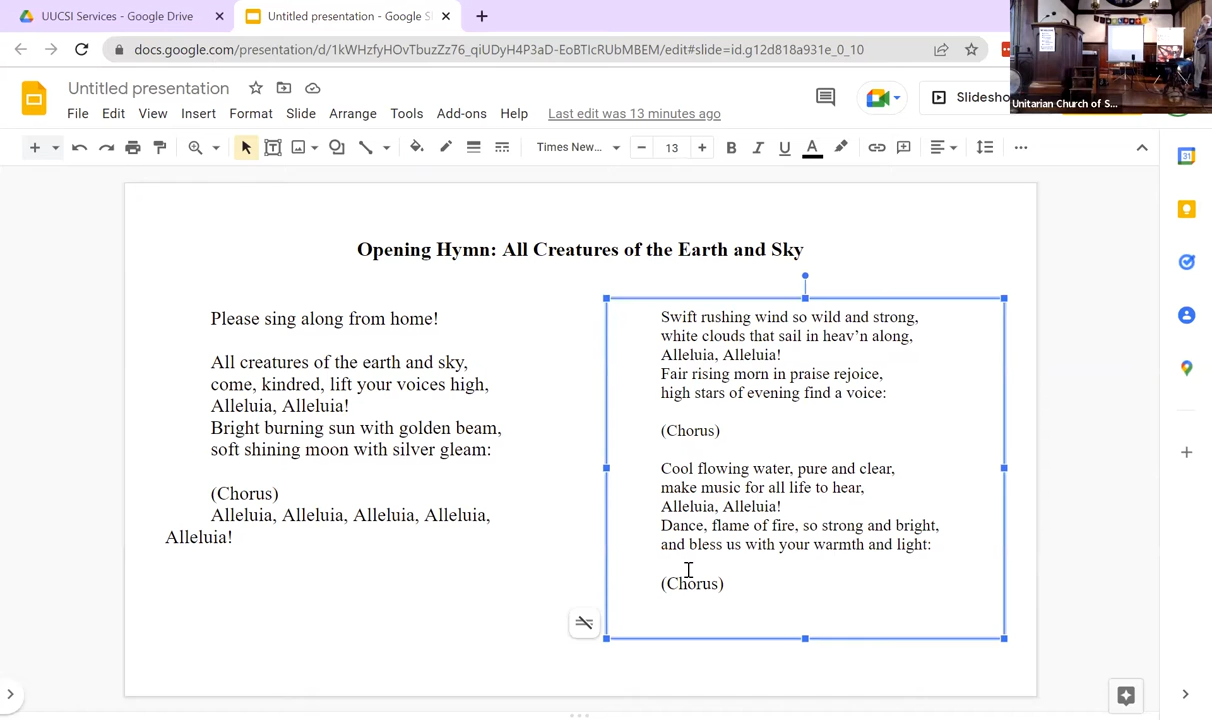 UUCSI Services - Google Drive
Untitled presentation - Google Sl
docs.google.com/presentation/d/1kWHzfyHOvTbuzZz76_qiUDyH4P3aD-EoBTIcRUbMBEM/edit#slide=id.g12d818a931e_0_10
Untitled presentation
File Edit View Insert Format Slide Arrange Tools Add-ons Help Last edit was 13 minutes ago
Slidesho
Unitarian Church of S...
Times New... 13
B I U A
31
Opening Hymn: All Creatures of the Earth and Sky
Please sing along from home!
All creatures of the earth and sky,
come, kindred, lift your voices high,
Alleluia, Alleluia!
Bright burning sun with golden beam,
soft shining moon with silver gleam:
(Chorus)
Alleluia, Alleluia, Alleluia, Alleluia,
Alleluia!
Swift rushing wind so wild and strong,
white clouds that sail in heav’n along,
Alleluia, Alleluia!
Fair rising morn in praise rejoice,
high stars of evening find a voice:
(Chorus)
Cool flowing water, pure and clear,
make music for all life to hear,
Alleluia, Alleluia!
Dance, flame of fire, so strong and bright,
and bless us with your warmth and light:
(Chorus)